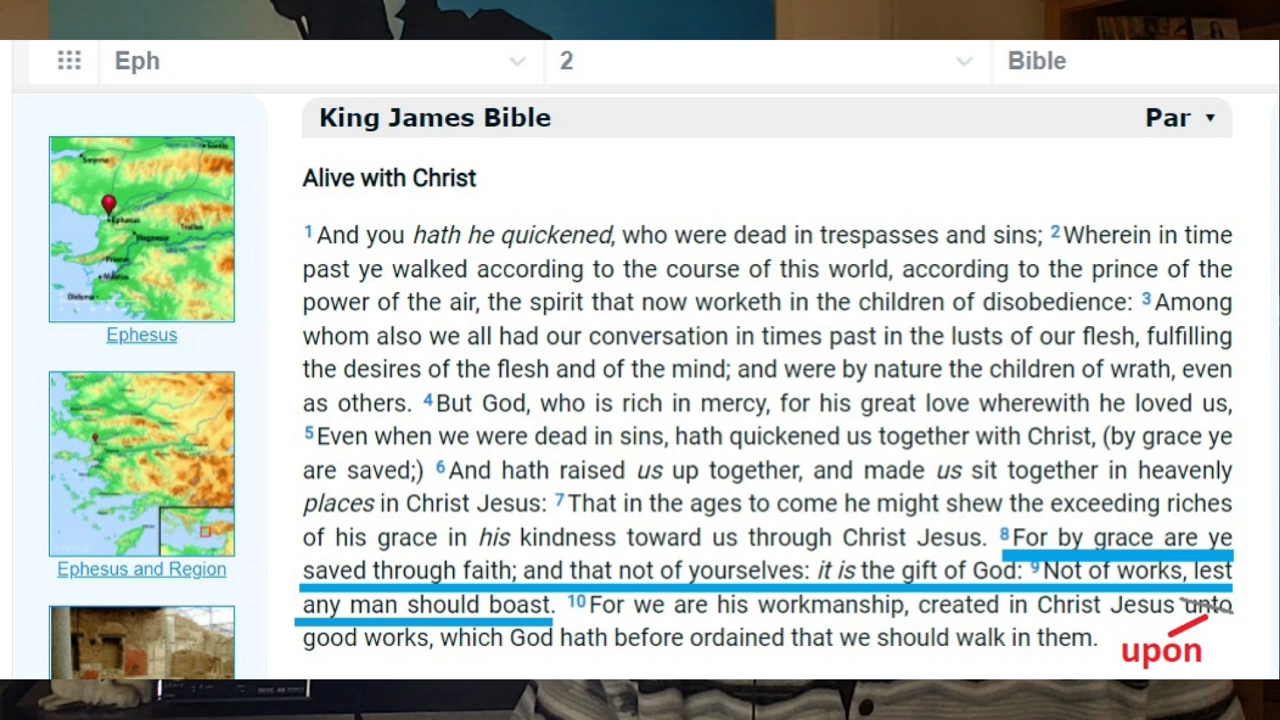 Eph
2
Bible
King James Bible
Par ▼
Smyrna
Sardis
Ephesus
Tralles
Magnesia
Priene
Miletus
Didyma
Ephesus
Ephesus and Region
Alive with Christ
1 And you hath he quickened, who were dead in trespasses and sins; 2 Wherein in time
past ye walked according to the course of this world, according to the prince of the
power of the air, the spirit that now worketh in the children of disobedience: 3 Among
whom also we all had our conversation in times past in the lusts of our flesh, fulfilling
the desires of the flesh and of the mind; and were by nature the children of wrath, even
as others. 4 But God, who is rich in mercy, for his great love wherewith he loved us,
5 Even when we were dead in sins, hath quickened us together with Christ, (by grace ye
are saved;) 6 And hath raised us up together, and made us sit together in heavenly
places in Christ Jesus: 7 That in the ages to come he might shew the exceeding riches
of his grace in his kindness toward us through Christ Jesus. 8 For by grace are ye
saved through faith; and that not of yourselves: it is the gift of God: 9 Not of works, lest
any man should boast. 10 For we are his workmanship, created in Christ Jesus unto
good works, which God hath before ordained that we should walk in them.
upon